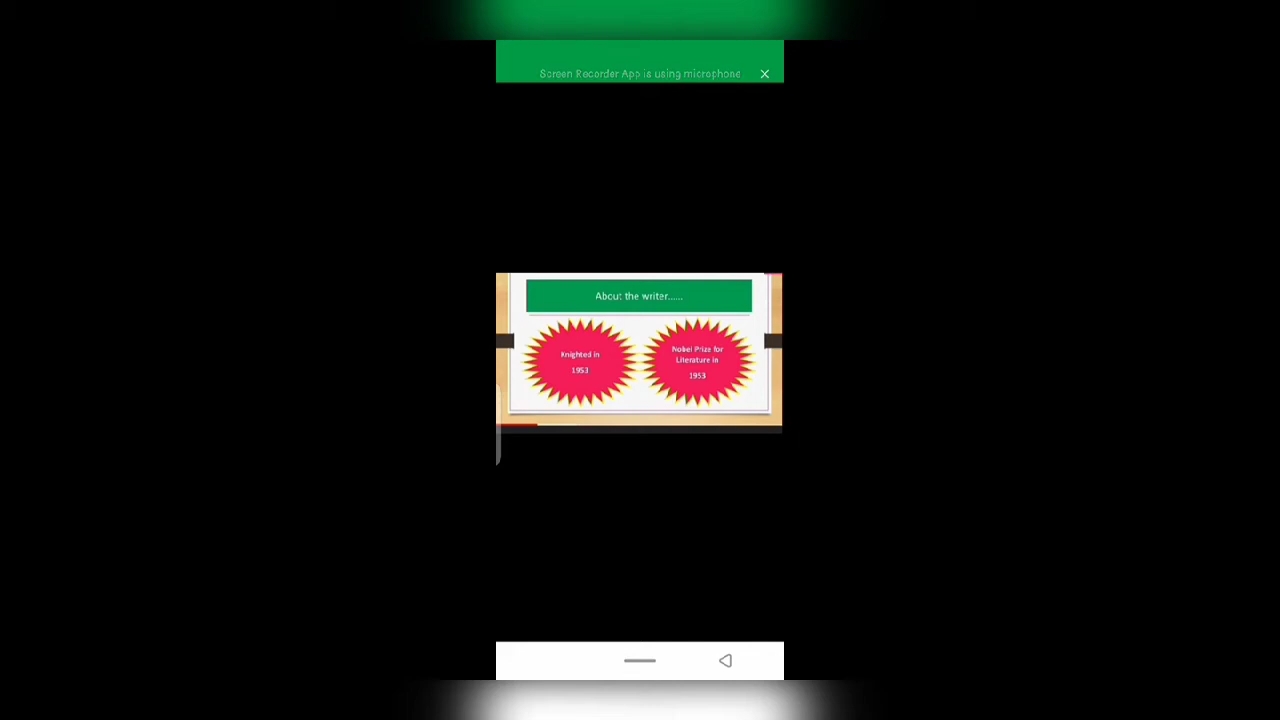 Screen Recorder App is using microphone
About the writer......
Knighted in
1953
Nobel Prize for
Literature in
1953